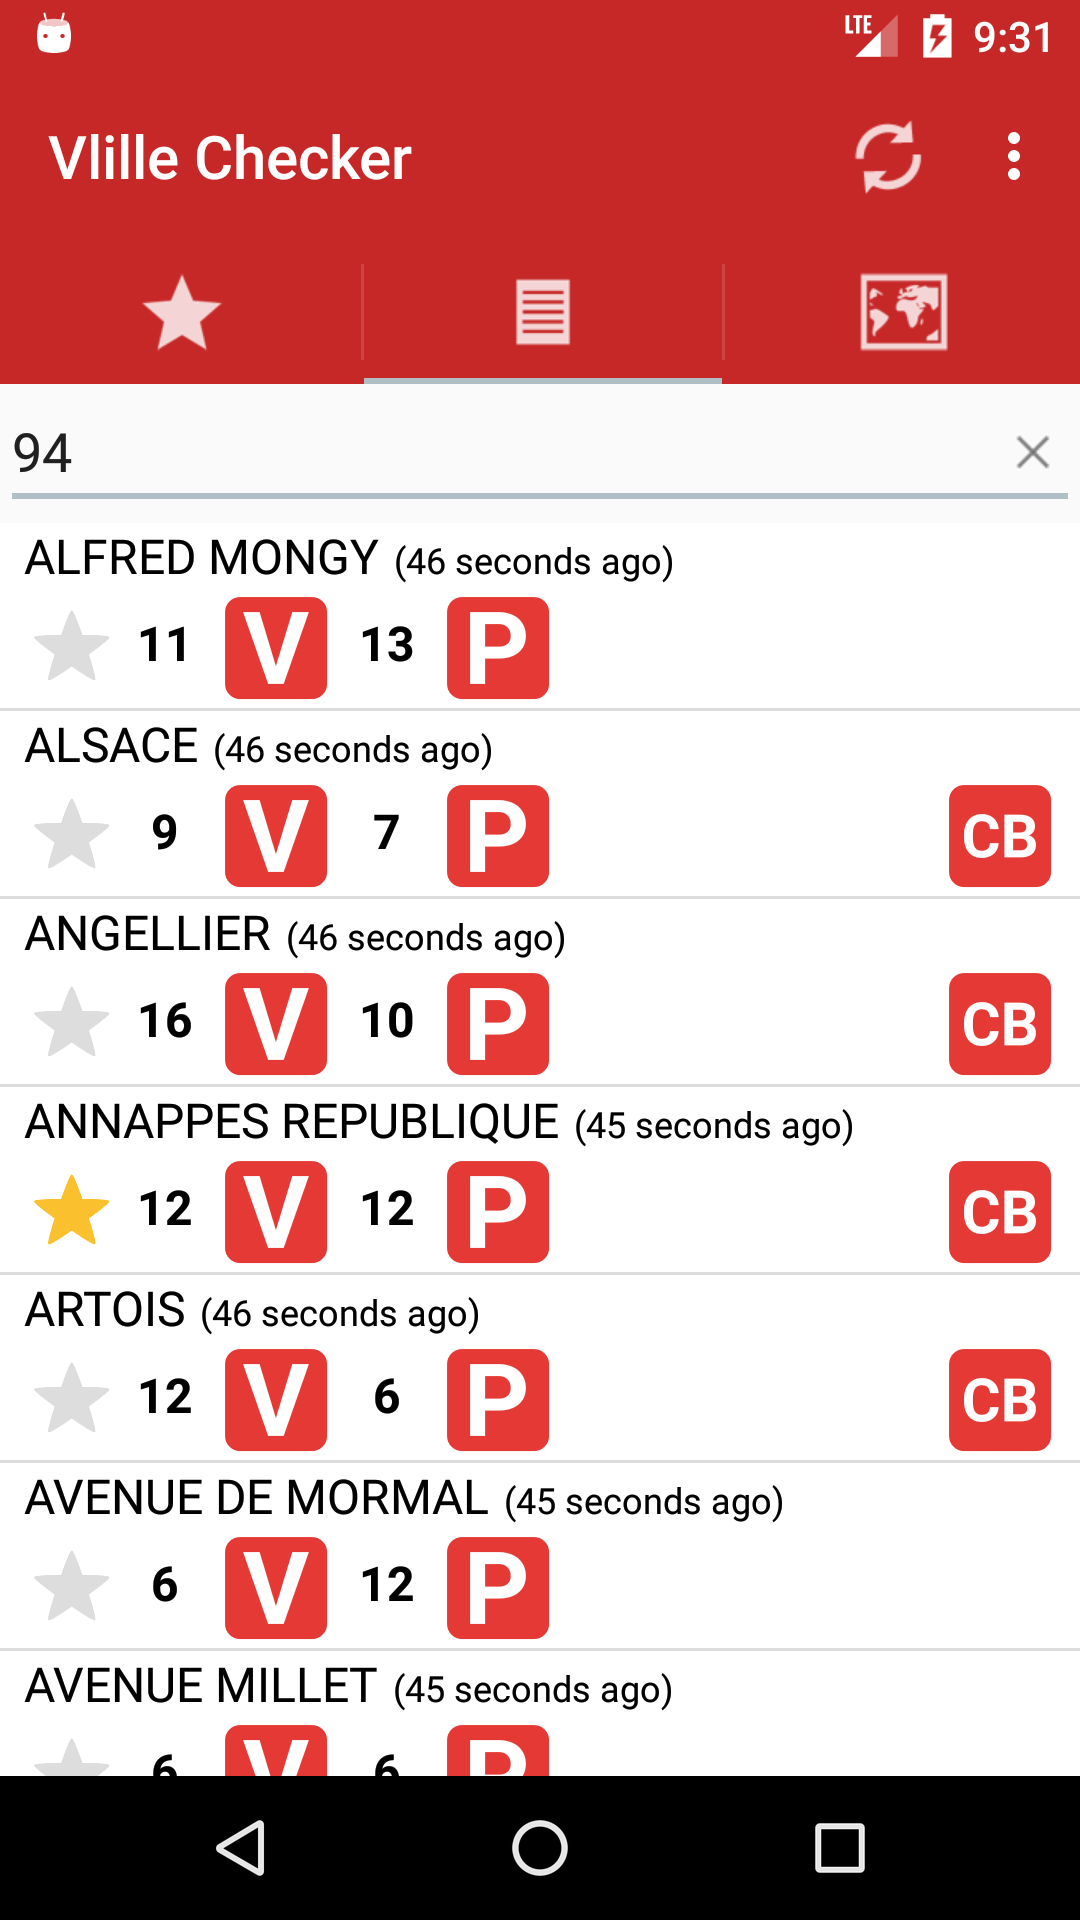 LTE 9:31
Vlille Checker
94
ALFRED MONGY (46 seconds ago)
11 V 13 P
ALSACE (46 seconds ago)
9 V 7 P CB
ANGELLIER (46 seconds ago)
16 V 10 P CB
ANNAPPES REPUBLIQUE (45 seconds ago)
12 V 12 P CB
ARTOIS (46 seconds ago)
12 V 6 P CB
AVENUE DE MORMAL (45 seconds ago)
6 V 12 P
AVENUE MILLET (45 seconds ago)
6 V 6 P